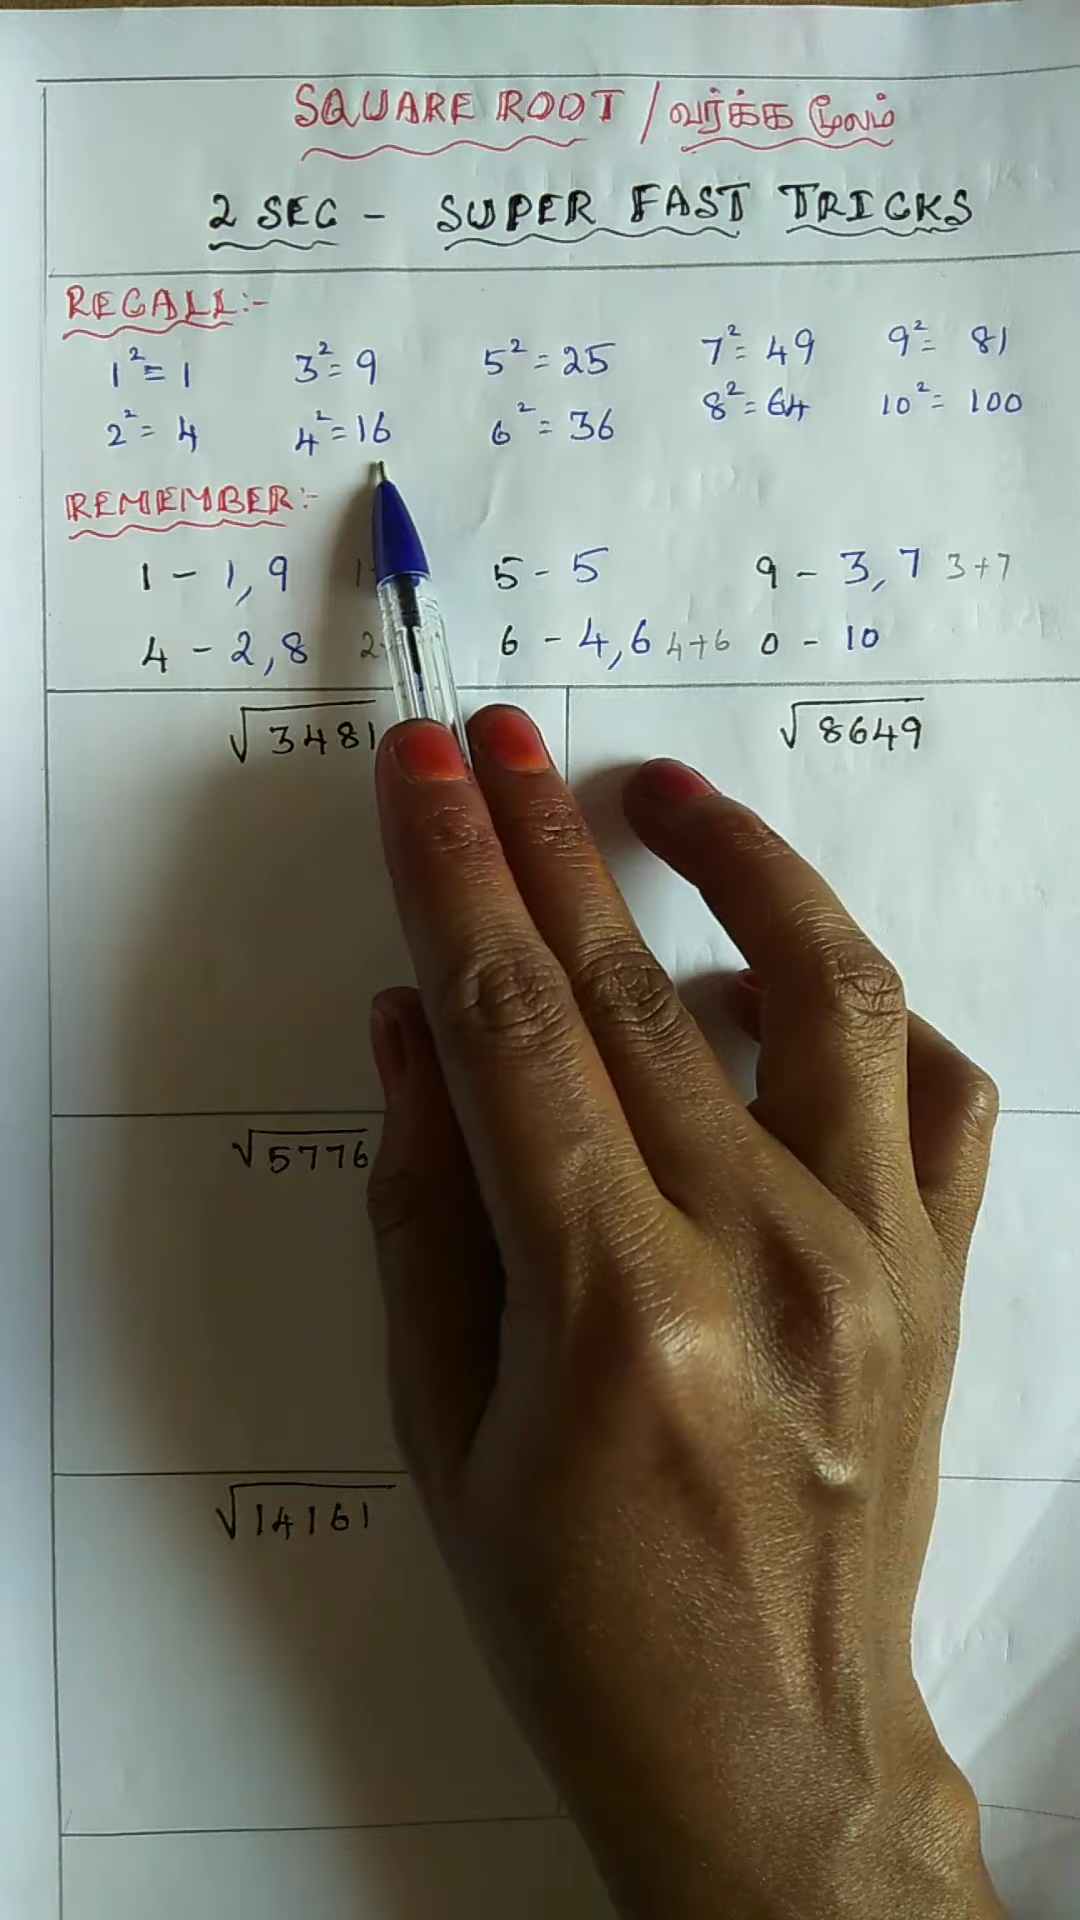 SQUARE ROOT / வர்க்க மூலம்
2 SEC - SUPER FAST TRICKS
RECALL:-
1² = 1 3² = 9 5² = 25 7² = 49 9² = 81
2² = 4 4² = 16 6² = 36 8² = 64 10² = 100
REMEMBER:-
1 - 1, 9 5 - 5 9 - 3, 7 3+7
4 - 2, 8 6 - 4, 6 4+6 0 - 10
√3481 √8649
√5776
√14161